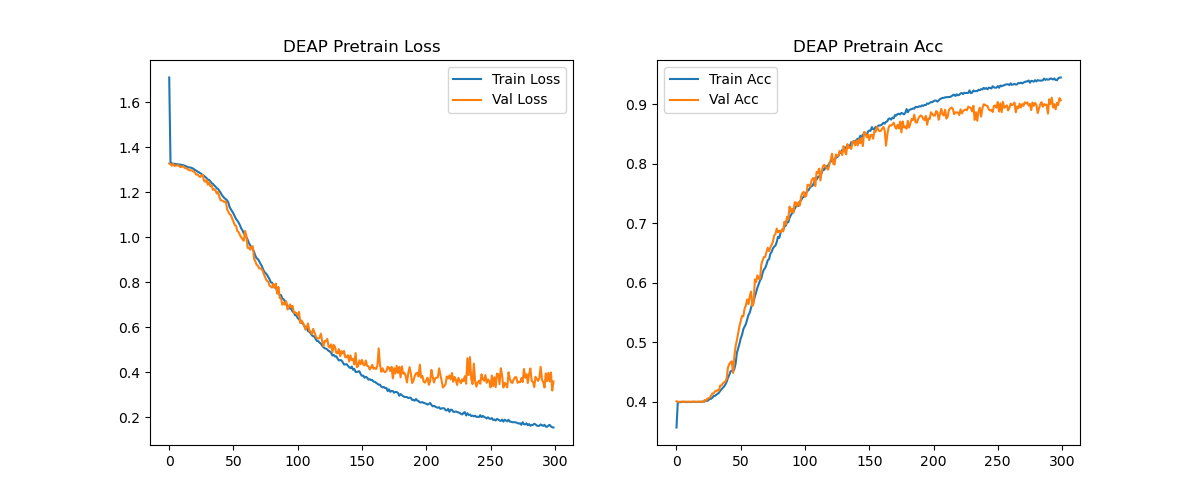 DEAP Pretrain Loss
Train Loss
Val Loss
1.6
1.4
1.2
1.0
0.8
0.6
0.4
0.2
0 50 100 150 200 250 300
DEAP Pretrain Acc
Train Acc
Val Acc
0.9
0.8
0.7
0.6
0.5
0.4
0 50 100 150 200 250 300